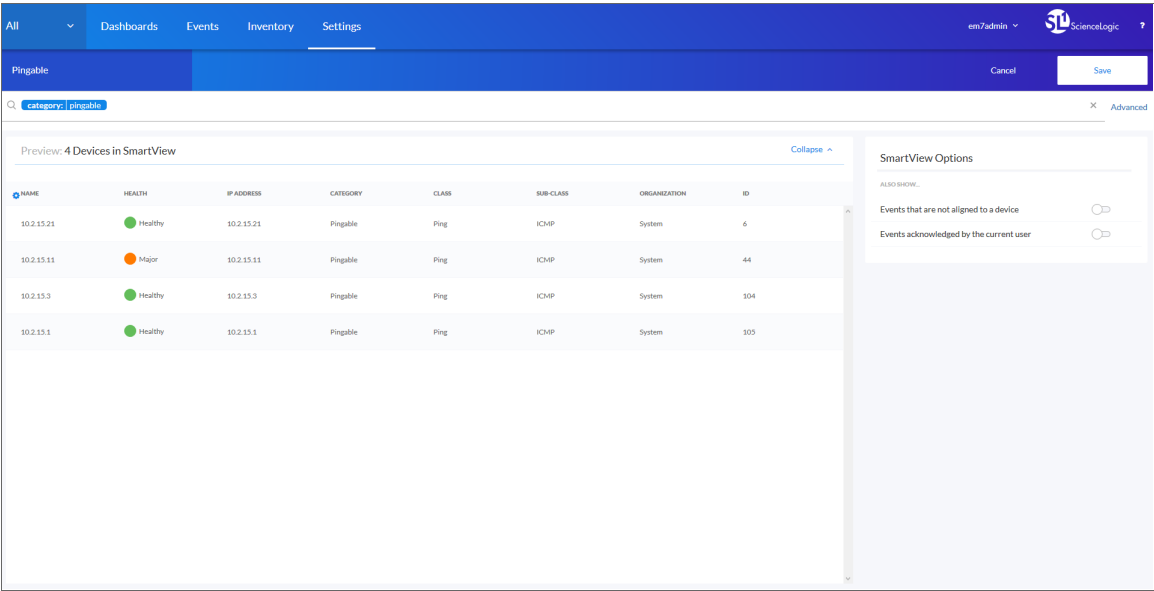 All Dashboards Events Inventory Settings em7admin SL1 ScienceLogic ?
Pingable Cancel Save
category: pingable × Advanced
Preview: 4 Devices in SmartView Collapse
SmartView Options
ALSO SHOW...
NAME HEALTH IP ADDRESS CATEGORY CLASS SUB-CLASS ORGANIZATION ID
Events that are not aligned to a device
10.2.15.21 Healthy 10.2.15.21 Pingable Ping ICMP System 6
Events acknowledged by the current user
10.2.15.11 Major 10.2.15.11 Pingable Ping ICMP System 44
10.2.15.3 Healthy 10.2.15.3 Pingable Ping ICMP System 104
10.2.15.1 Healthy 10.2.15.1 Pingable Ping ICMP System 105